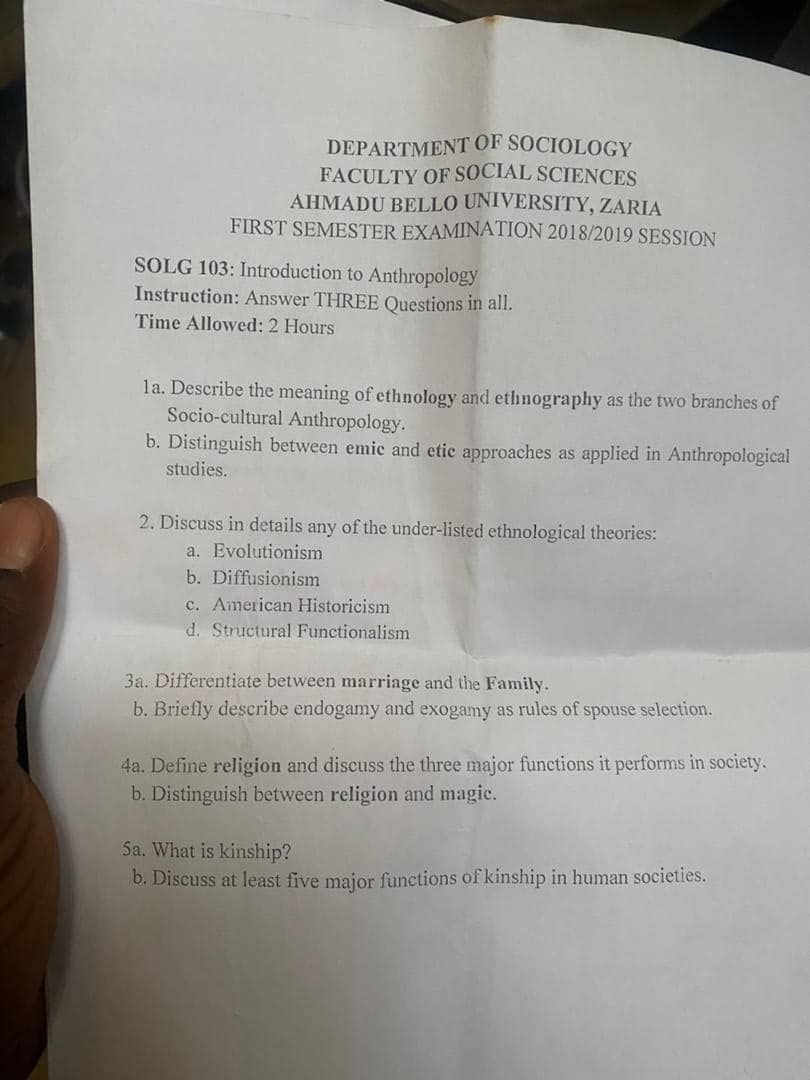 DEPARTMENT OF SOCIOLOGY
FACULTY OF SOCIAL SCIENCES
AHMADU BELLO UNIVERSITY, ZARIA
FIRST SEMESTER EXAMINATION 2018/2019 SESSION
SOLG 103: Introduction to Anthropology
Instruction: Answer THREE Questions in all.
Time Allowed: 2 Hours
1a. Describe the meaning of ethnology and ethnography as the two branches of
Socio-cultural Anthropology.
b. Distinguish between emic and etic approaches as applied in Anthropological
studies.
2. Discuss in details any of the under-listed ethnological theories:
a. Evolutionism
b. Diffusionism
c. American Historicism
d. Structural Functionalism
3a. Differentiate between marriage and the Family.
b. Briefly describe endogamy and exogamy as rules of spouse selection.
4a. Define religion and discuss the three major functions it performs in society.
b. Distinguish between religion and magic.
5a. What is kinship?
b. Discuss at least five major functions of kinship in human societies.